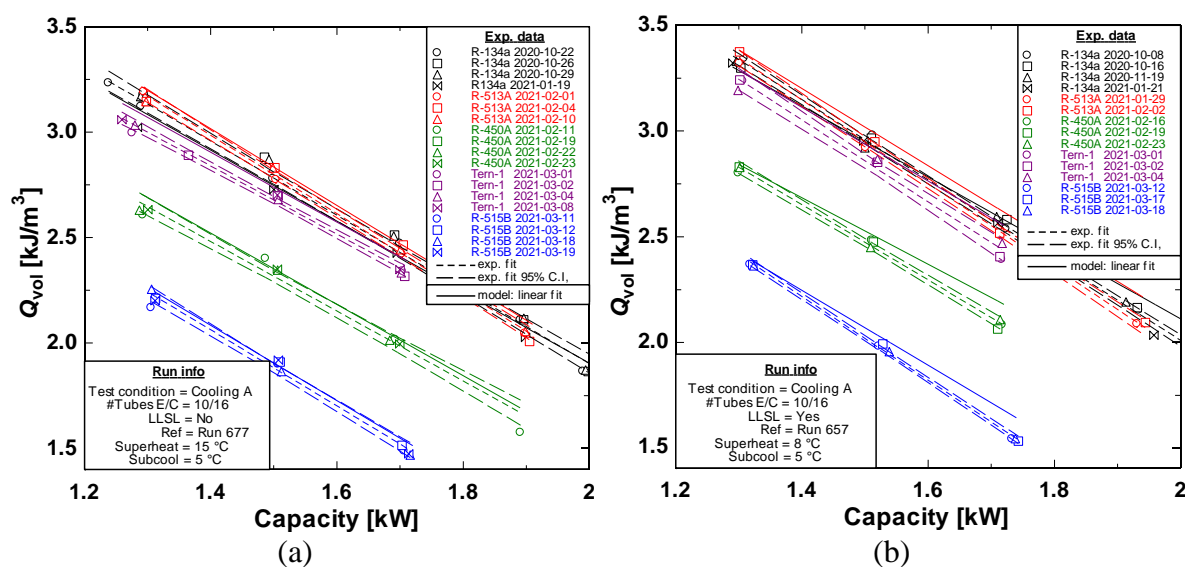 (a)
3.5
3.0
2.5
2.0
1.5
Qvol [kJ/m3]
1.2
1.4
1.6
1.8
2
Capacity [kW]
Exp. data
R-134a 2020-10-22
R-134a 2020-10-26
R-134a 2020-10-29
R134a 2021-01-19
R-513A 2021-02-01
R-513A 2021-02-04
R-513A 2021-02-10
R-450A 2021-02-11
R-450A 2021-02-19
R-450A 2021-02-22
R-450A 2021-02-23
Tern-1 2021-03-01
Tern-1 2021-03-02
Tern-1 2021-03-04
Tern-1 2021-03-08
R-515B 2021-03-11
R-515B 2021-03-12
R-515B 2021-03-18
R-515B 2021-03-19
exp. fit
exp. fit 95% C.I,
model: linear fit
Run info
Test condition = Cooling A
#Tubes E/C = 10/16
LLSL = No
Ref = Run 677
Superheat = 15 °C
Subcool = 5 °C
(a)
(b)
3.5
3.0
2.5
2.0
1.5
Qvol [kJ/m3]
1.2
1.4
1.6
1.8
2
Capacity [kW]
Exp. data
R-134a 2020-10-08
R-134a 2020-10-16
R-134a 2020-11-19
R-134a 2021-01-21
R-513A 2021-01-29
R-513A 2021-02-02
R-450A 2021-02-16
R-450A 2021-02-19
R-450A 2021-02-23
Tern-1 2021-03-01
Tern-1 2021-03-02
Tern-1 2021-03-04
R-515B 2021-03-12
R-515B 2021-03-17
R-515B 2021-03-18
exp. fit
exp. fit 95% C.I,
model: linear fit
Run info
Test condition = Cooling A
#Tubes E/C = 10/16
LLSL = Yes
Ref = Run 657
Superheat = 8 °C
Subcool = 5 °C
(b)